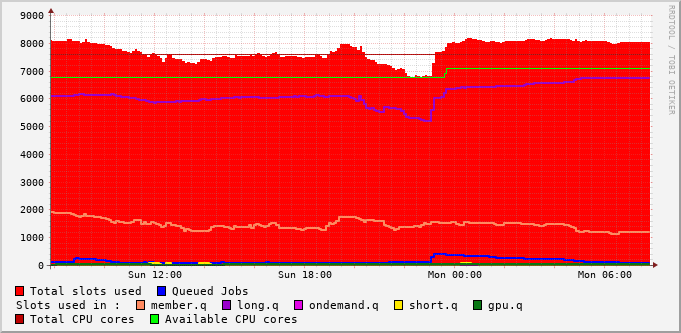 9000
8000
7000
6000
5000
4000
3000
2000
1000
0
Sun 12:00 Sun 18:00 Mon 00:00 Mon 06:00
RRDTOOL / TOBI OETIKER
Total slots used Queued Jobs
Slots used in : member.q long.q ondemand.q short.q gpu.q
Total CPU cores Available CPU cores